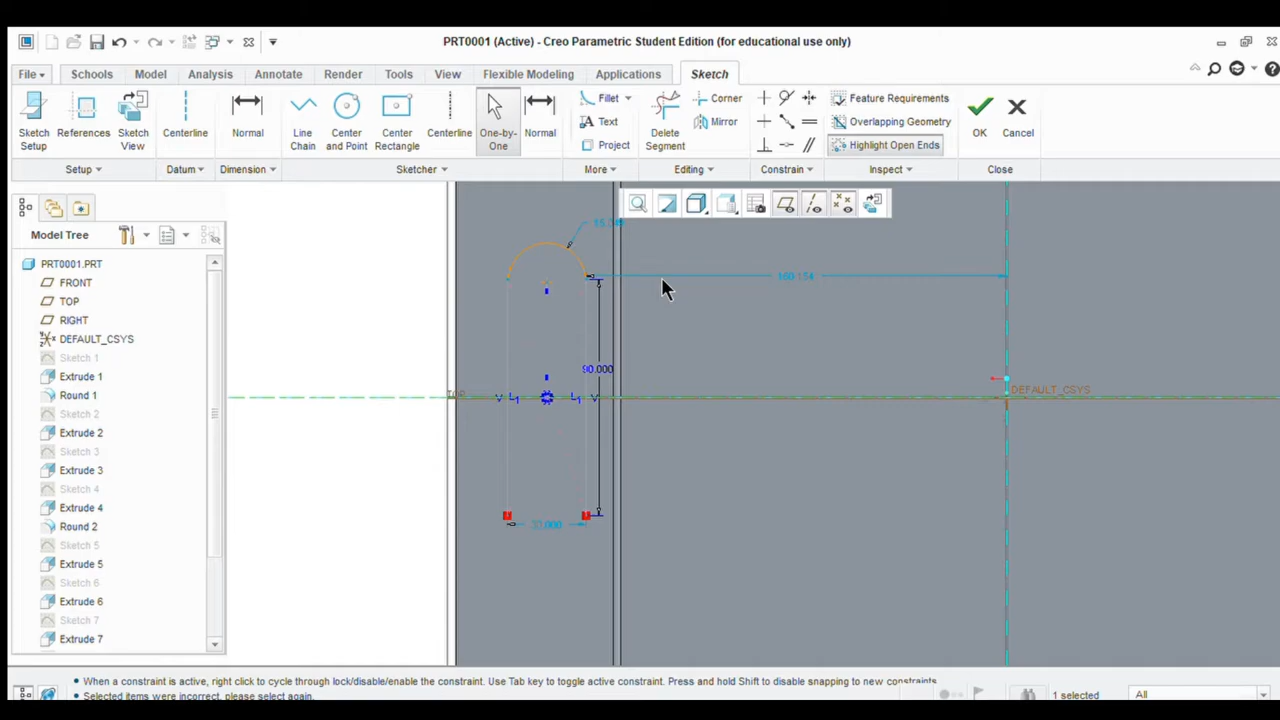 PRT0001 (Active) - Creo Parametric Student Edition (for educational use only)
File Schools Model Analysis Annotate Render Tools View Flexible Modeling Applications Sketch
Sketch Setup References Sketch View Centerline Normal Line Chain Center and Point Center Rectangle Centerline One-by-One Normal
Fillet
Text
Project
Delete Segment
Corner
Mirror
Feature Requirements
Overlapping Geometry
Highlight Open Ends
OK Cancel
Setup Datum Dimension Sketcher More Editing Constrain Inspect Close
Model Tree
PRT0001.PRT
FRONT
TOP
RIGHT
DEFAULT_CSYS
Sketch 1
Extrude 1
Round 1
Sketch 2
Extrude 2
Sketch 3
Extrude 3
Sketch 4
Extrude 4
Round 2
Sketch 5
Extrude 5
Sketch 6
Extrude 6
Sketch 7
Extrude 7
90.000
TOP
V L1 L1 V
DEFAULT_CSYS
• When a constraint is active, right click to cycle through lock/disable/enable the constraint. Use Tab key to toggle active constraint. Press and hold Shift to disable snapping to new constraints.
• Selected items were incorrect, please select again.
1 selected
All